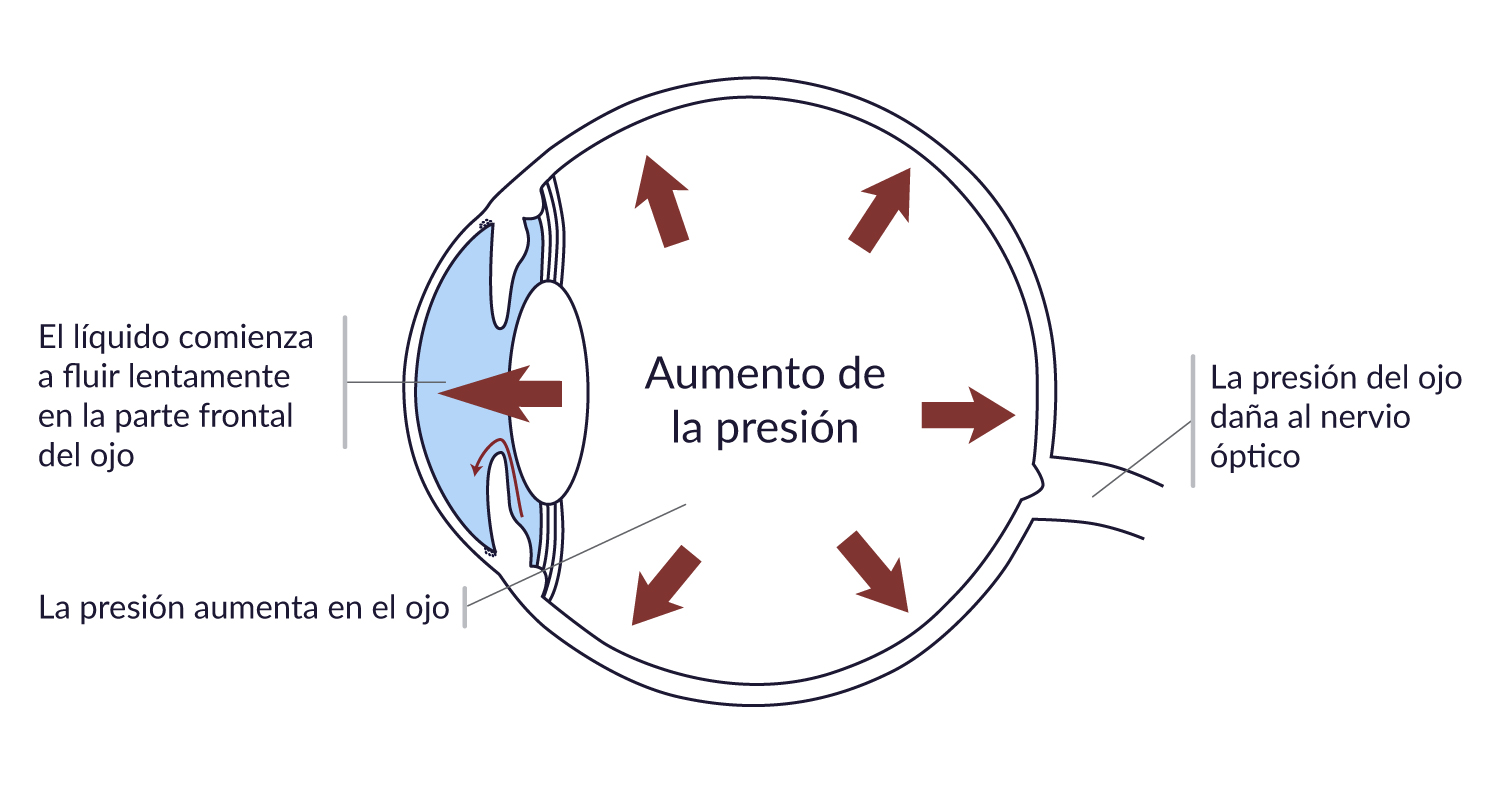 El líquido comienza
a fluir lentamente
en la parte frontal
del ojo
Aumento de
la presión
La presión del ojo
daña al nervio
óptico
La presión aumenta en el ojo